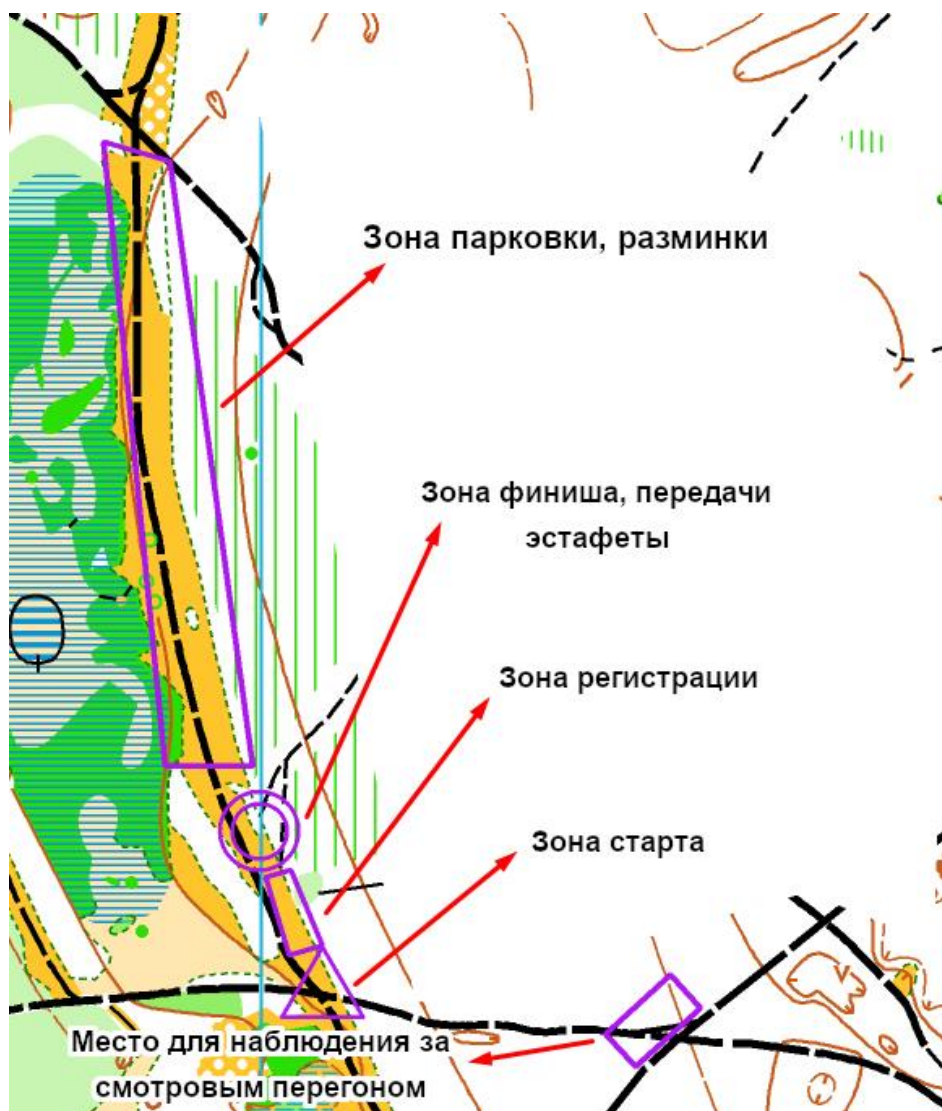 Зона парковки, разминки
Зона финиша, передачи
эстафеты
Зона регистрации
Зона старта
Место для наблюдения за
смотровым перегоном